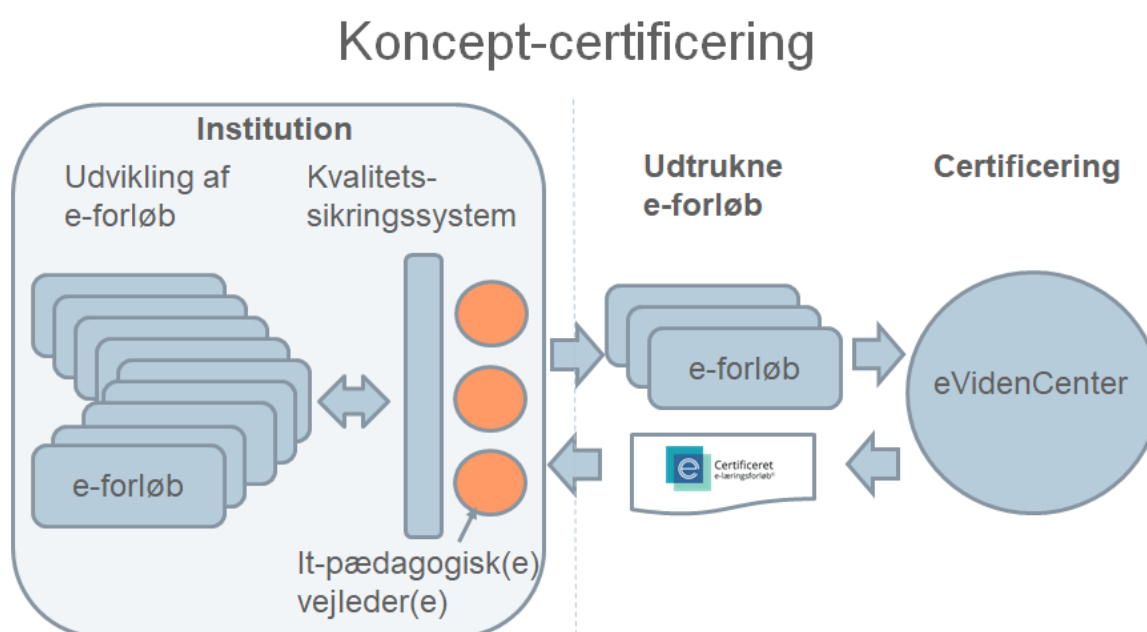 Koncept-certificering
Institution
Udvikling af
e-forløb
Kvalitets-
sikringssystem
e-forløb
It-pædagogisk(e)
vejleder(e)
Udtrukne
e-forløb
e-forløb
e Certificeret
e-læringsforløb®
Certificering
eVidenCenter